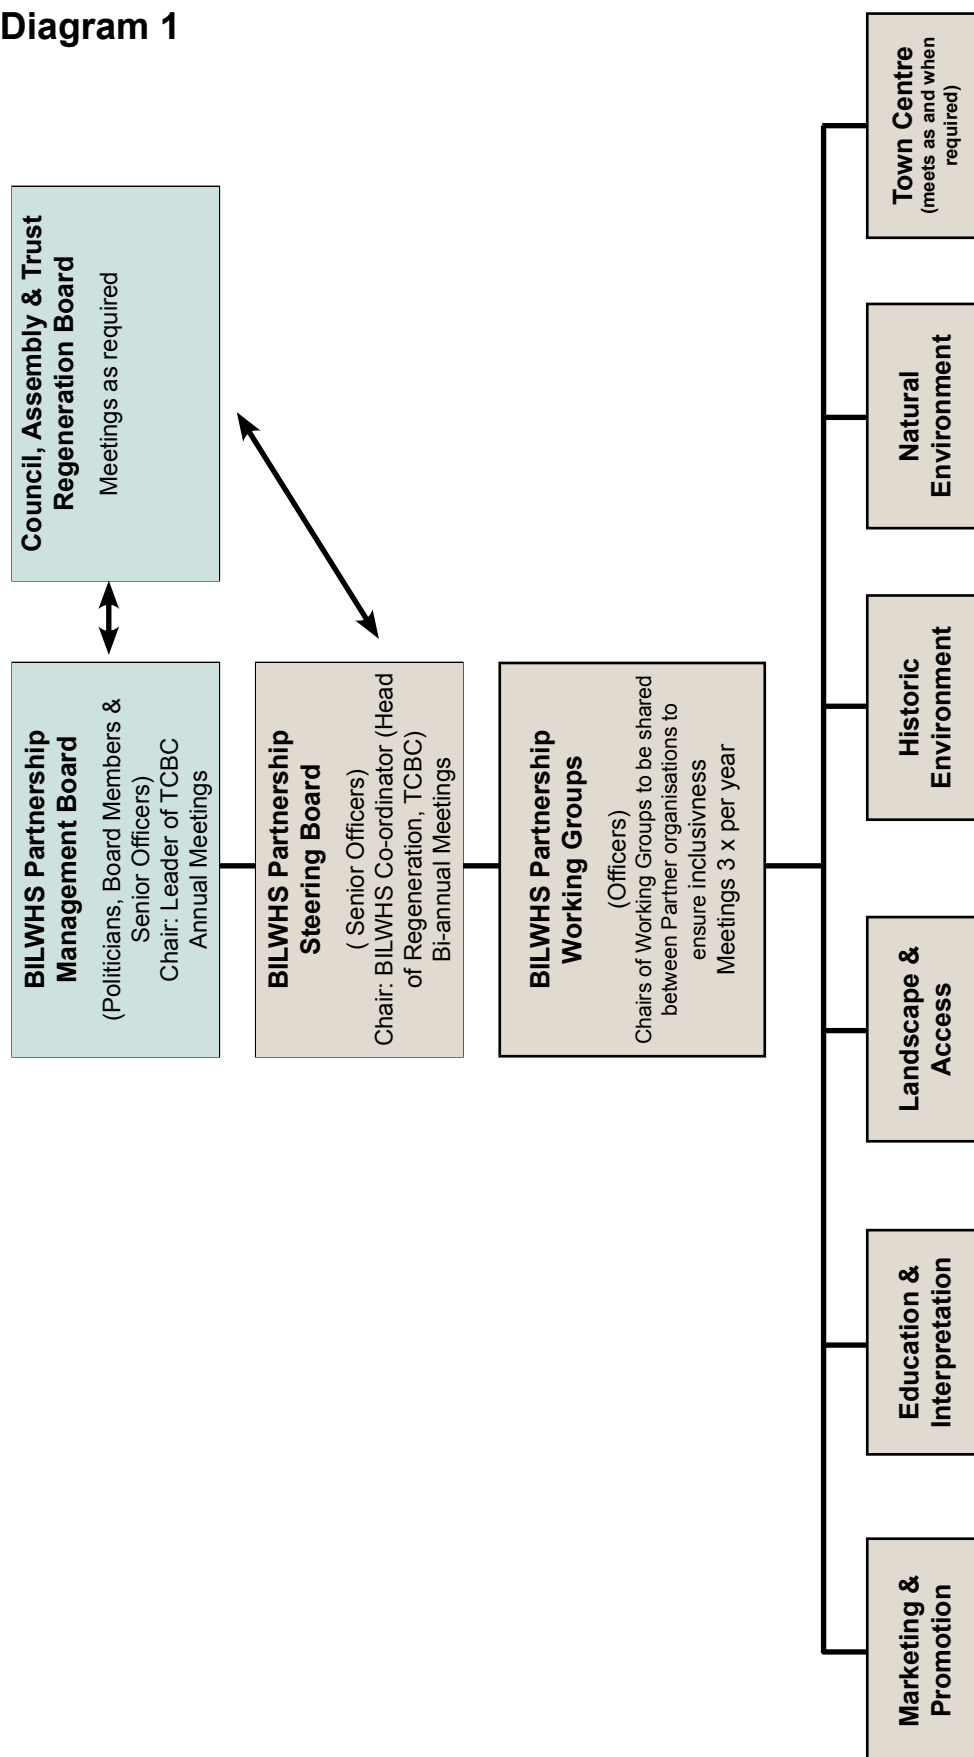 Diagram 1
BILWHS Partnership
Management Board
(Politicians, Board Members &
Senior Officers)
Chair: Leader of TCBC
Annual Meetings
Council, Assembly & Trust
Regeneration Board
Meetings as required
BILWHS Partnership
Steering Board
( Senior Officers)
Chair: BILWHS Co-ordinator (Head
of Regeneration, TCBC)
Bi-annual Meetings
BILWHS Partnership
Working Groups
(Officers)
Chairs of Working Groups to be shared
between Partner organisations to
ensure inclusivness
Meetings 3 x per year
Marketing &
Promotion
Education &
Interpretation
Landscape &
Access
Historic
Environment
Natural
Environment
Town Centre
(meets as and when
required)